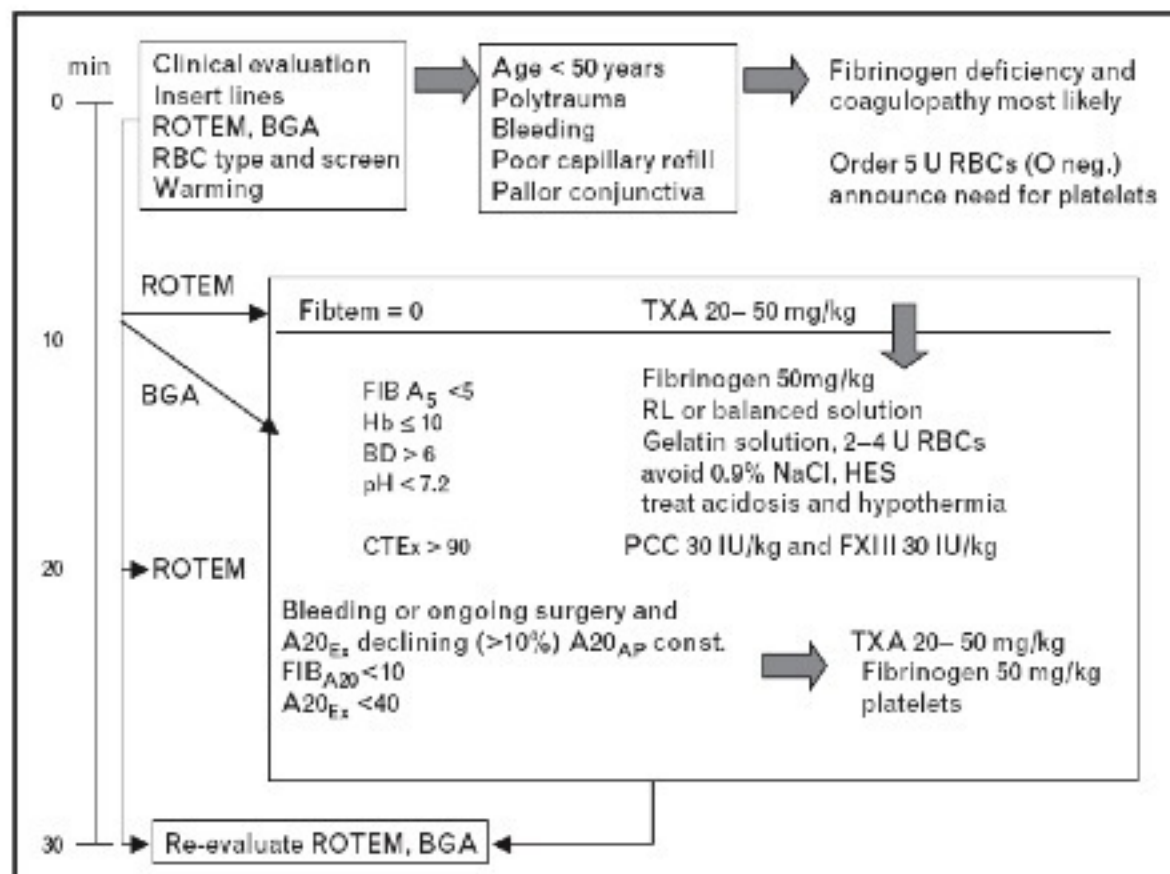 min
0
10
20
30
Clinical evaluation
Insert lines
ROTEM, BGA
RBC type and screen
Warming
Age < 50 years
Polytrauma
Bleeding
Poor capillary refill
Pallor conjunctiva
Fibrinogen deficiency and
coagulopathy most likely
Order 5 U RBCs (O neg.)
announce need for platelets
ROTEM
BGA
Fibtem = 0
TXA 20– 50 mg/kg
FIB A5 <5
Hb ≤ 10
BD > 6
pH < 7.2
Fibrinogen 50mg/kg
RL or balanced solution
Gelatin solution, 2–4 U RBCs
avoid 0.9% NaCl, HES
treat acidosis and hypothermia
CTEx > 90
PCC 30 IU/kg and FXIII 30 IU/kg
ROTEM
Bleeding or ongoing surgery and
A20Ex declining (>10%) A20AP const.
FIBA20 <10
A20Ex <40
TXA 20– 50 mg/kg
Fibrinogen 50 mg/kg
platelets
Re-evaluate ROTEM, BGA